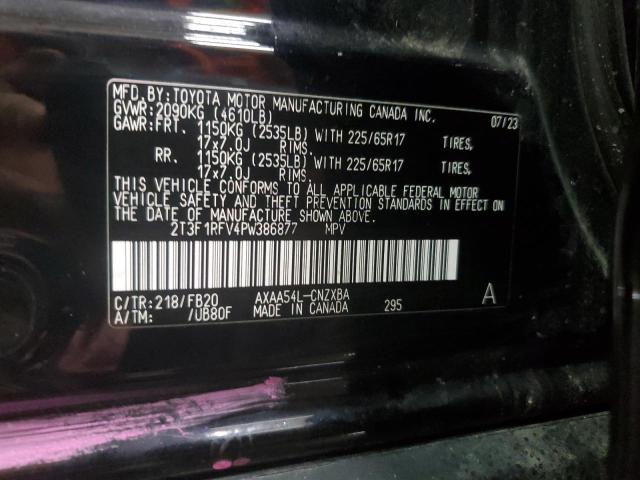 MFD.BY:TOYOTA MOTOR MANUFACTURING CANADA INC.
GVWR:2090KG (4610LB) 07/23
GAWR:FRT. 1150KG (2535LB) WITH 225/65R17 TIRES,
17x7.0J RIMS.
RR. 1150KG (2535LB) WITH 225/65R17 TIRES,
17x7.0J RIMS.
THIS VEHICLE CONFORMS TO ALL APPLICABLE FEDERAL MOTOR
VEHICLE SAFETY AND THEFT PREVENTION STANDARDS IN EFFECT ON
THE DATE OF MANUFACTURE SHOWN ABOVE.
2T3F1RFV4PW386877 MPV
C/TR:218/FB20 AXAA54L-CNZXBA 295 A
A/TM: /UB80F MADE IN CANADA